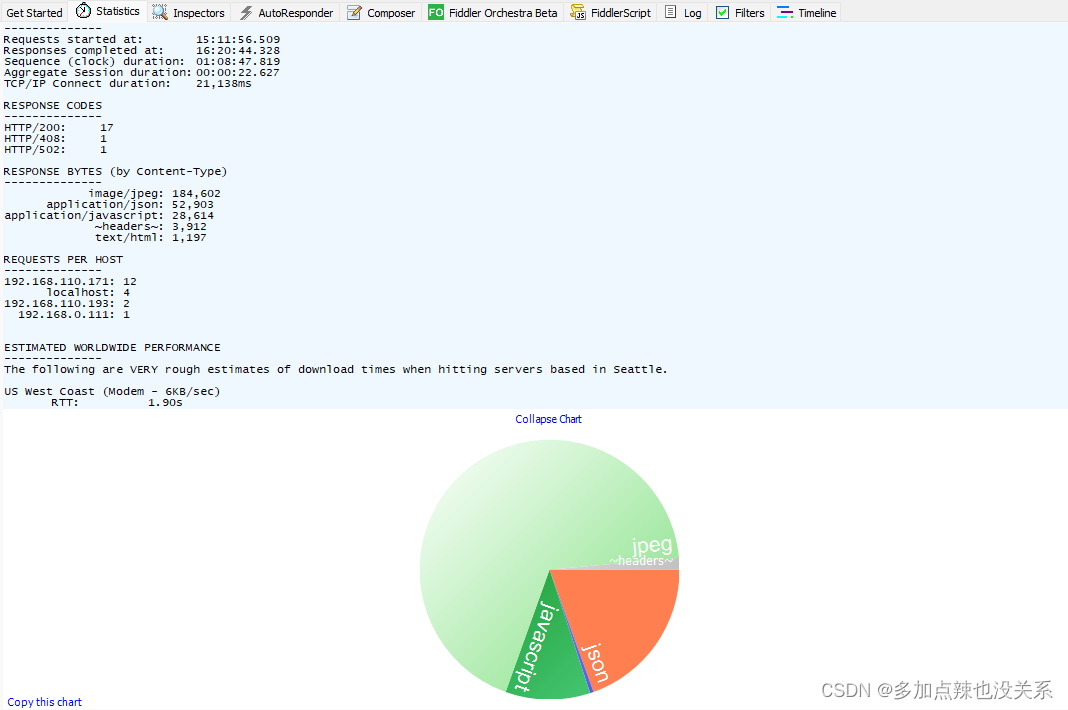 Get Started Statistics Inspectors AutoResponder Composer FO Fiddler Orchestra Beta FiddlerScript Log Filters Timeline
--------------
Requests started at: 15:11:56.509
Responses completed at: 16:20:44.328
Sequence (clock) duration: 01:08:47.819
Aggregate Session duration: 00:00:22.627
TCP/IP Connect duration: 21,138ms
RESPONSE CODES
--------------
HTTP/200: 17
HTTP/408: 1
HTTP/502: 1
RESPONSE BYTES (by Content-Type)
--------------
image/jpeg: 184,602
application/json: 52,903
application/javascript: 28,614
~headers~: 3,912
text/html: 1,197
REQUESTS PER HOST
--------------
192.168.110.171: 12
localhost: 4
192.168.110.193: 2
192.168.0.111: 1
ESTIMATED WORLDWIDE PERFORMANCE
--------------
The following are VERY rough estimates of download times when hitting servers based in Seattle.
US West Coast (Modem - 6KB/sec)
RTT: 1.90s
Collapse Chart
jpeg
~headers~
javascript
json
Copy this chart
CSDN @多加点辣也没关系